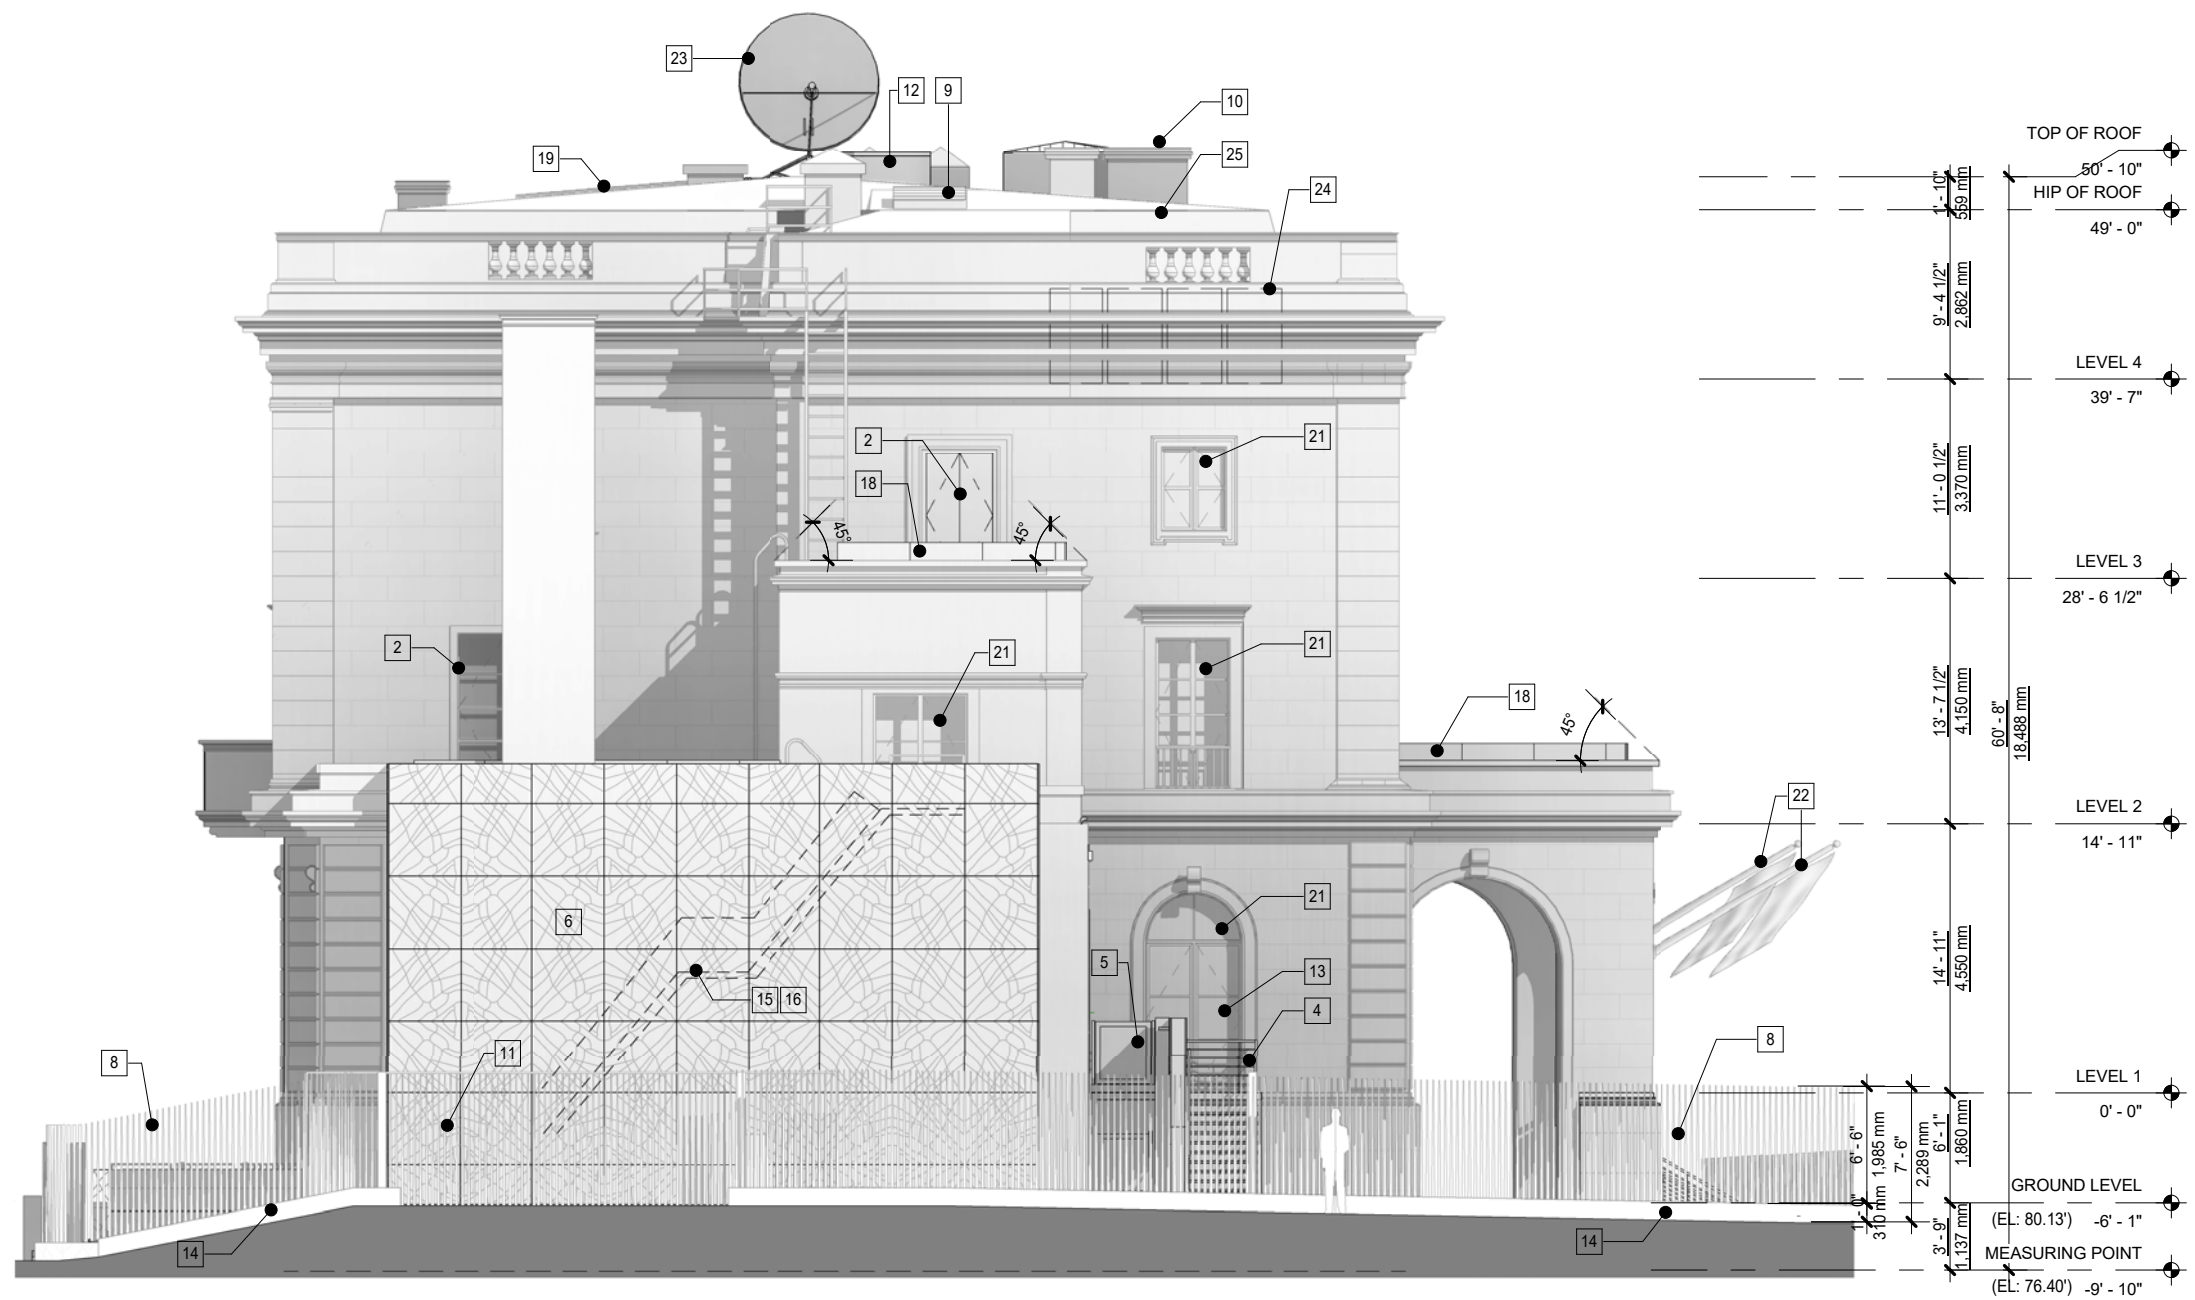 23
12
9
10
19
25
24
TOP OF ROOF
50' - 10"
1' - 10"
559 mm
HIP OF ROOF
49' - 0"
9' - 4 1/2"
2,862 mm
LEVEL 4
39' - 7"
2
21
18
45°
45°
11' - 0 1/2"
3,370 mm
LEVEL 3
28' - 6 1/2"
2
21
21
18
45°
13' - 7 1/2"
4,150 mm
60' - 8"
18,488 mm
22
LEVEL 2
14' - 11"
6
21
5
13
15
16
4
14' - 11"
4,550 mm
8
11
8
LEVEL 1
0' - 0"
6' - 6"
1,985 mm
7' - 6"
2,289 mm
6' - 1"
1,860 mm
GROUND LEVEL
(EL: 80.13') -6' - 1"
1' - 0"
310 mm
3' - 9"
1,137 mm
14
14
MEASURING POINT
(EL: 76.40') -9' - 10"